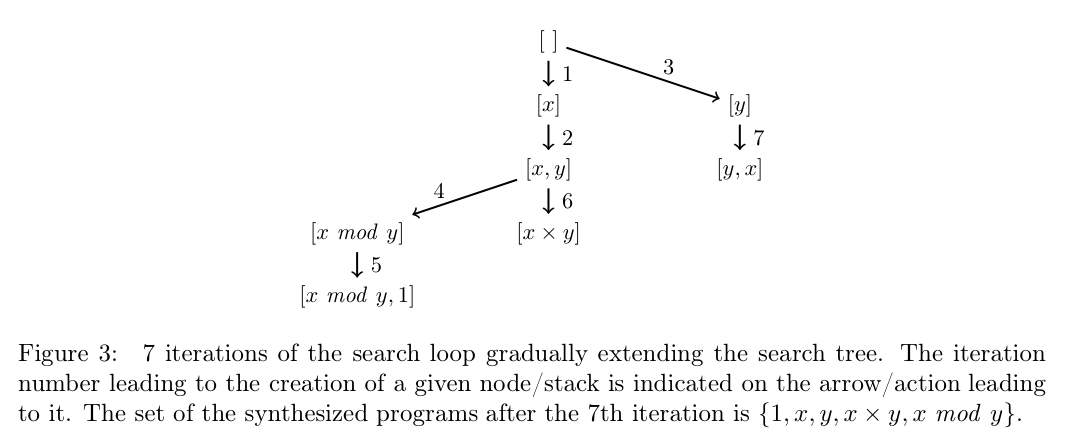 [ ]
3
1
[x]
[y]
2
7
[x, y]
[y, x]
4
6
[x mod y]
[x × y]
5
[x mod y, 1]
Figure 3: 7 iterations of the search loop gradually extending the search tree. The iteration
number leading to the creation of a given node/stack is indicated on the arrow/action leading
to it. The set of the synthesized programs after the 7th iteration is {1, x, y, x × y, x mod y}.